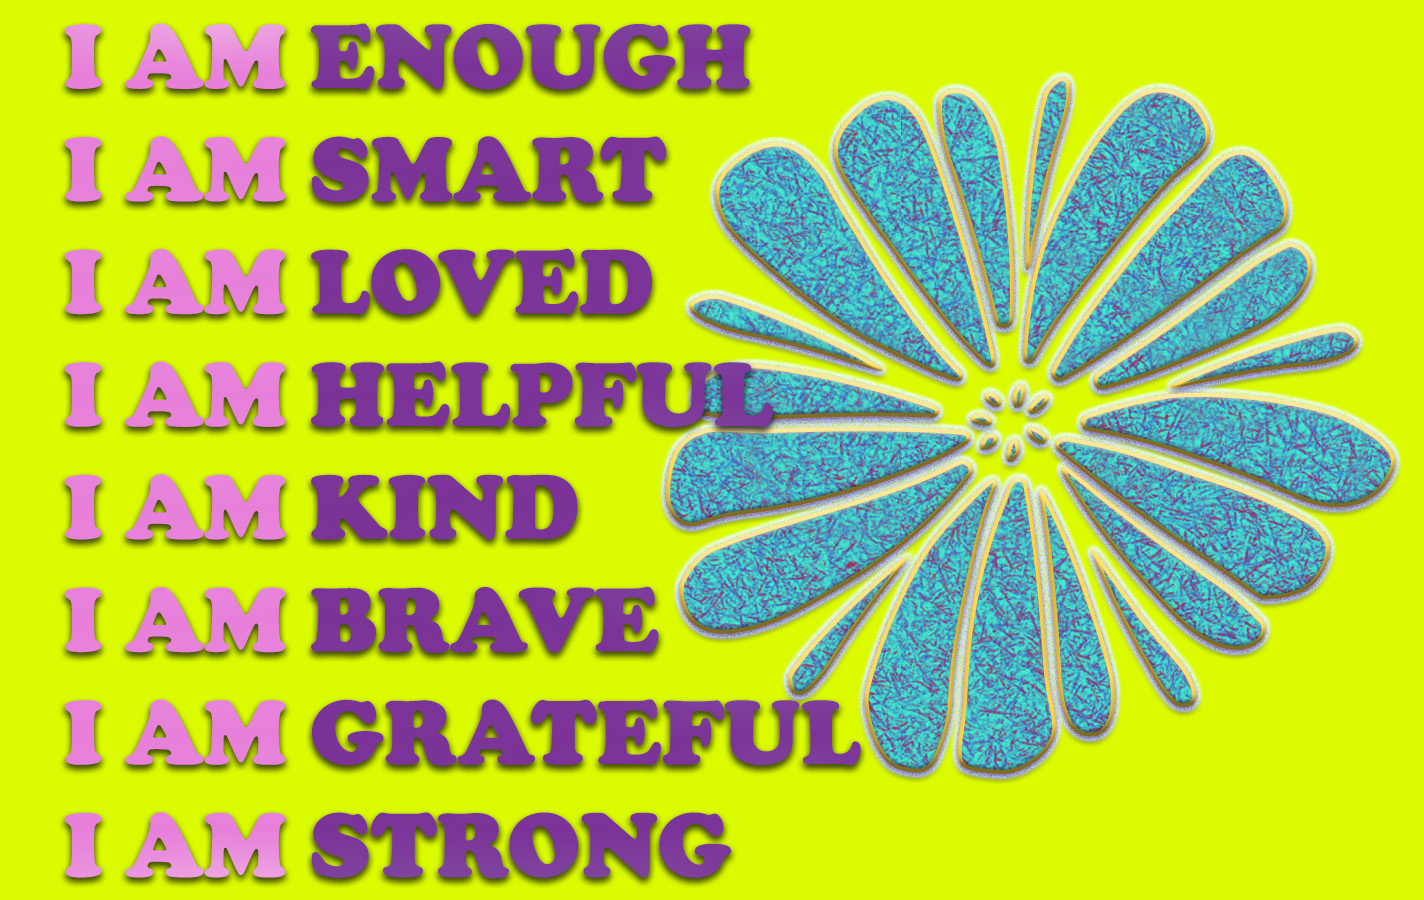 I AM ENOUGH
I AM SMART
I AM LOVED
I AM HELPFUL
I AM KIND
I AM BRAVE
I AM GRATEFUL
I AM STRONG